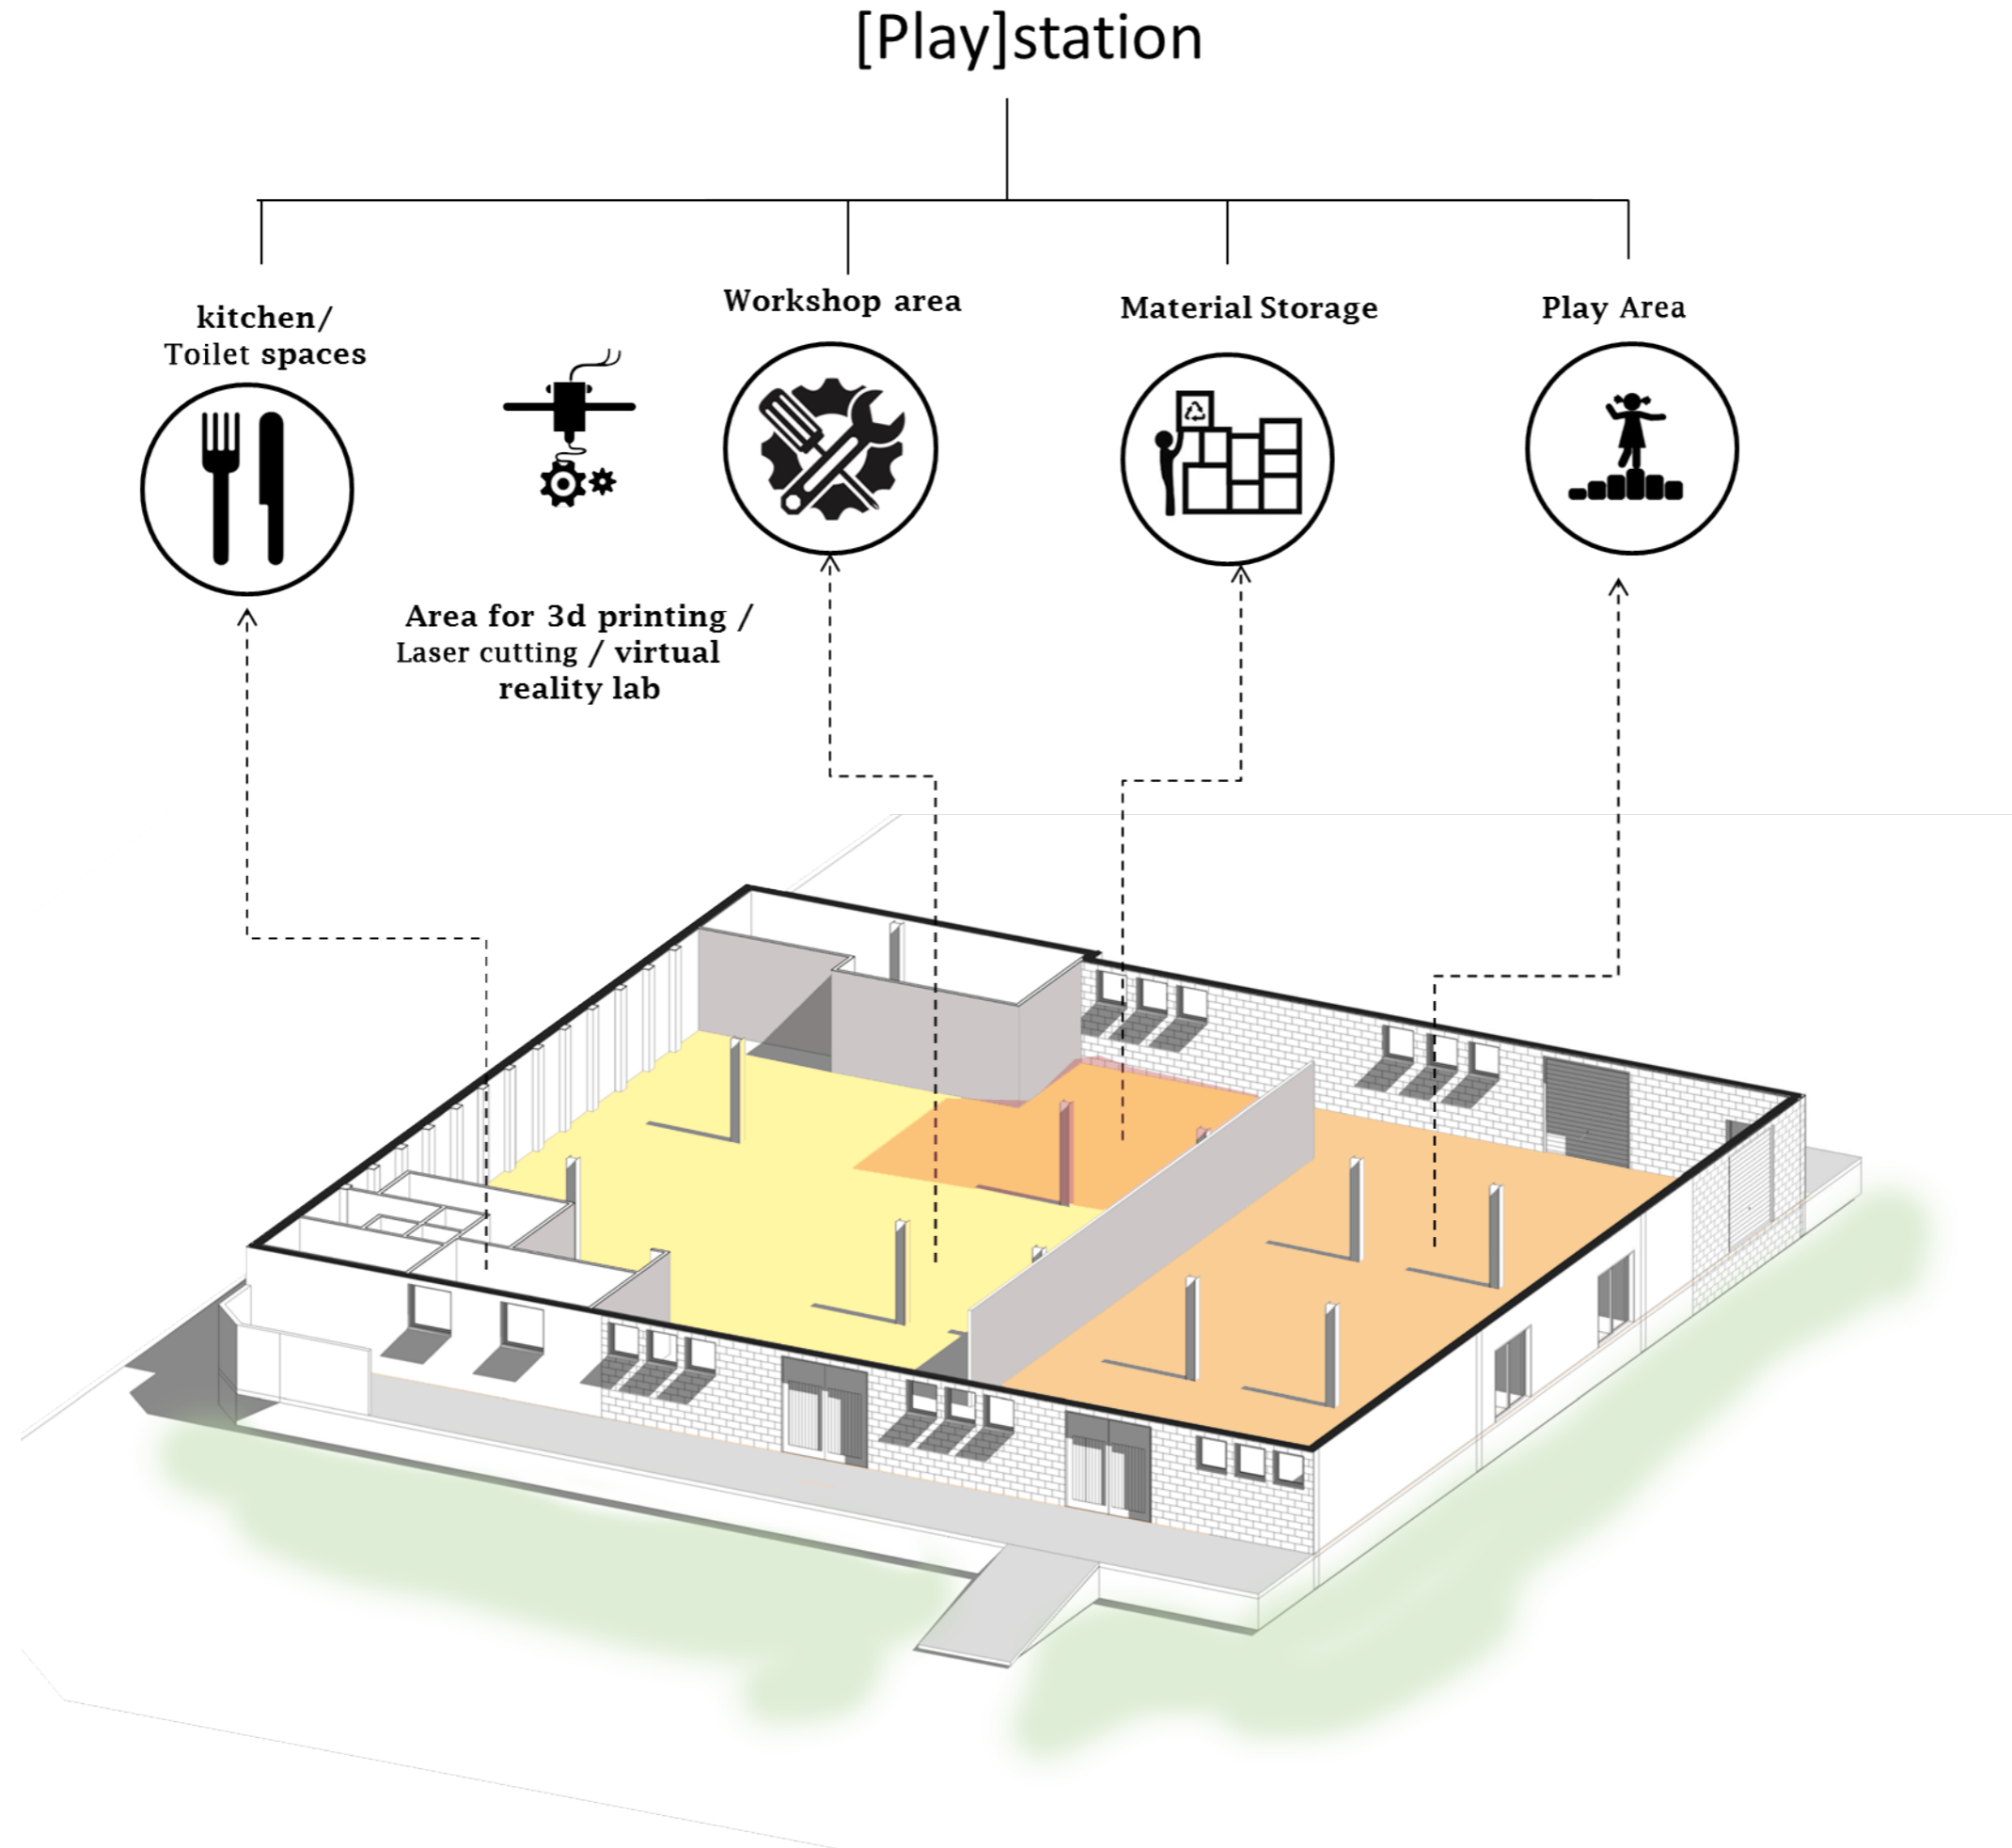 [Play]station
kitchen/
Toilet spaces
Workshop area
Material Storage
Play Area
Area for 3d printing /
Laser cutting / virtual
reality lab